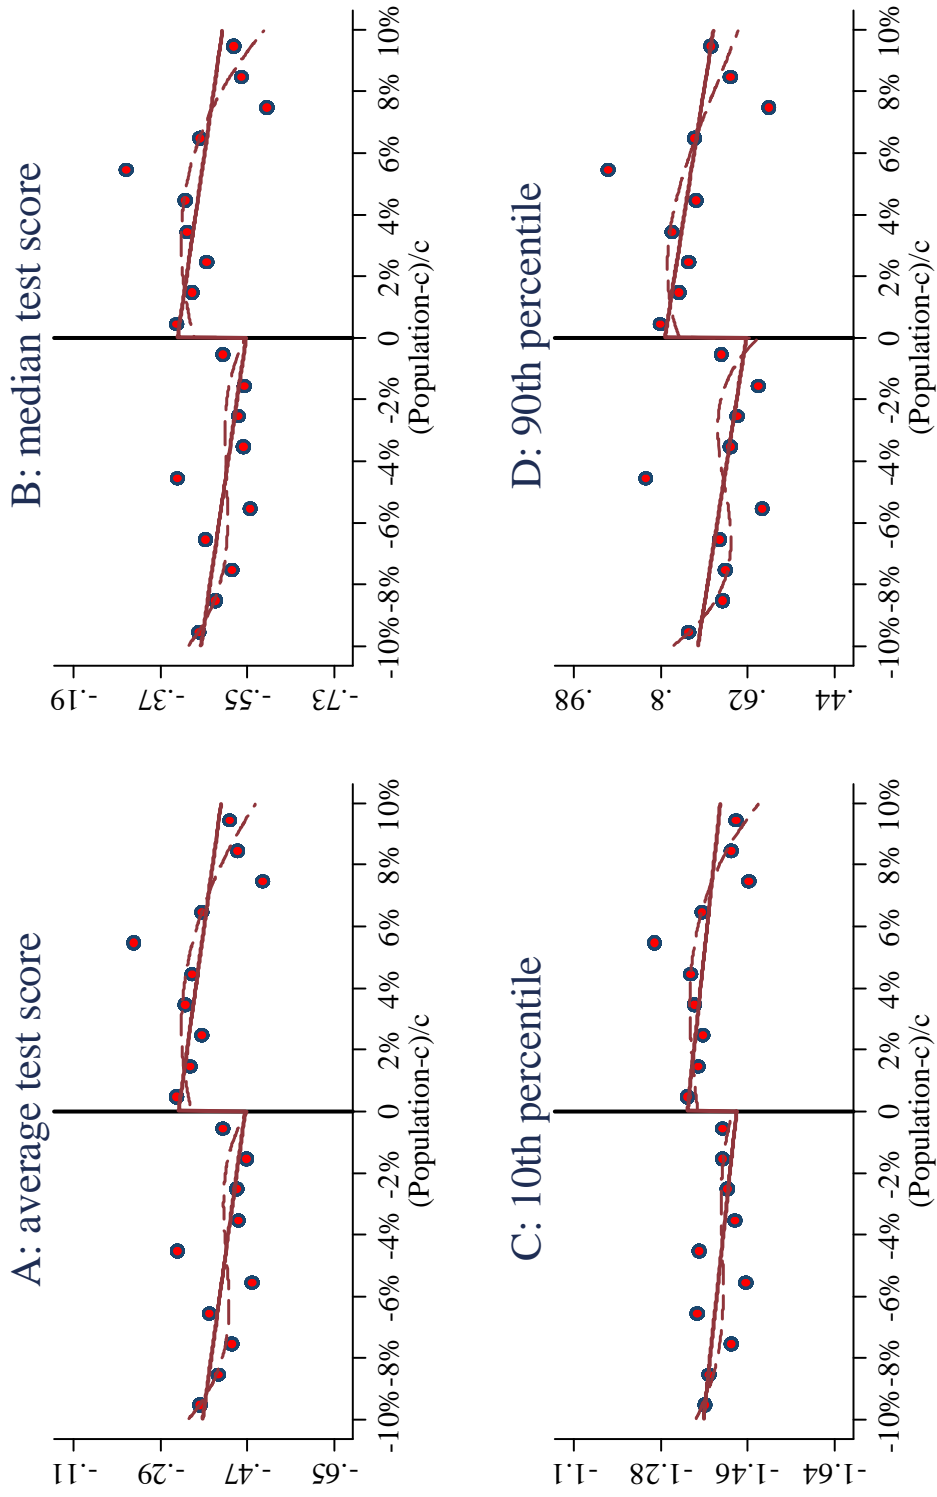 A: average test score
-.11
-.29
-.47
-.65
-10% -8% -6% -4% -2% 0 2% 4% 6% 8% 10%
(Population-c)/c
B: median test score
-.19
-.37
-.55
-.73
-10% -8% -6% -4% -2% 0 2% 4% 6% 8% 10%
(Population-c)/c
C: 10th percentile
-1.1
-1.28
-1.46
-1.64
-10% -8% -6% -4% -2% 0 2% 4% 6% 8% 10%
(Population-c)/c
D: 90th percentile
.98
.8
.62
.44
-10% -8% -6% -4% -2% 0 2% 4% 6% 8% 10%
(Population-c)/c